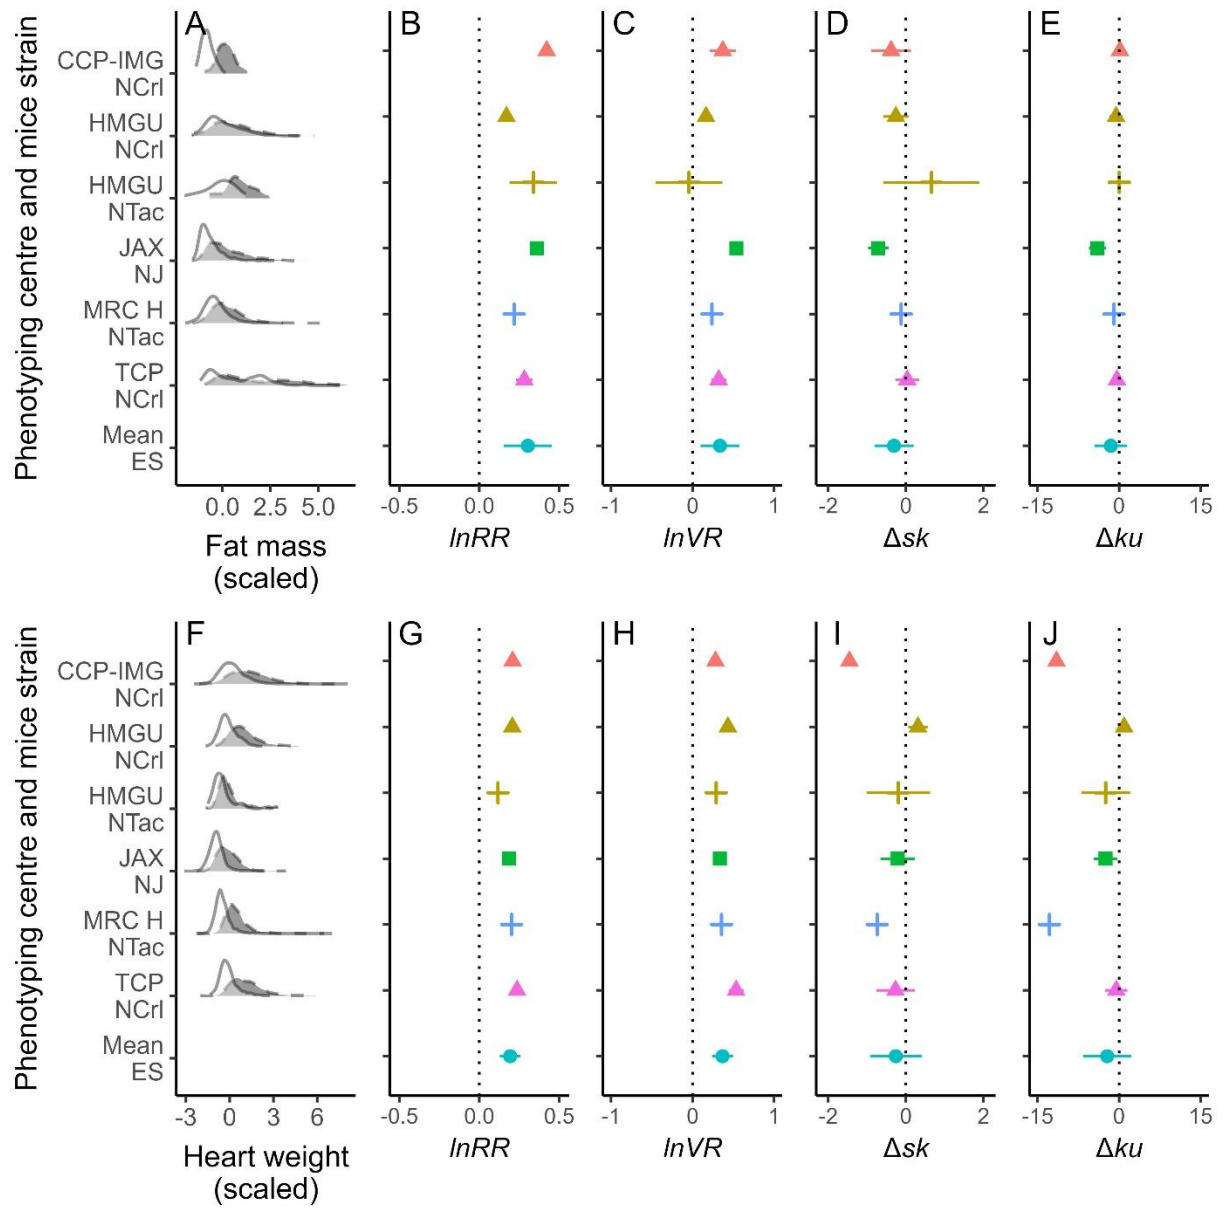 A B C D E
Phenotyping centre and mice strain
CCP-IMG
NCrl
HMGU
NCrl
HMGU
NTac
JAX
NJ
MRC H
NTac
TCP
NCrl
Mean
ES
0.0 2.5 5.0 -0.5 0.0 0.5 -1 0 1 -2 0 2 -15 0 15
Fat mass
(scaled)
lnRR lnVR Δsk Δku
F G H I J
Phenotyping centre and mice strain
CCP-IMG
NCrl
HMGU
NCrl
HMGU
NTac
JAX
NJ
MRC H
NTac
TCP
NCrl
Mean
ES
-3 0 3 6 -0.5 0.0 0.5 -1 0 1 -2 0 2 -15 0 15
Heart weight
(scaled)
lnRR lnVR Δsk Δku